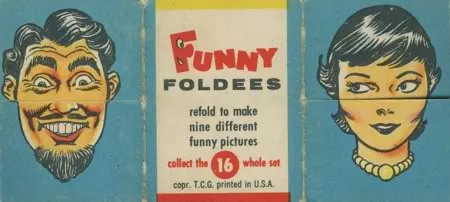 FUNNY
FOLDEES
refold to make
nine different
funny pictures
collect the 16 whole set
copr. T.C.G. printed in U.S.A.